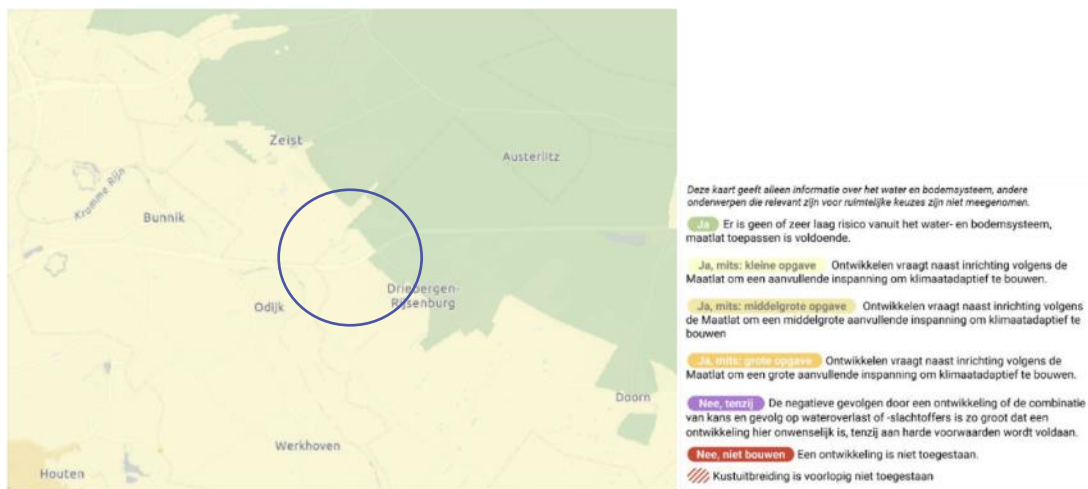 Zeist
Austerlitz
Kromme Rijn
Bunnik
Driebergen-
Rijsenburg
Odijk
Doorn
Werkhoven
Houten
Deze kaart geeft alleen informatie over het water en bodemsysteem, andere
onderwerpen die relevant zijn voor ruimtelijke keuzes zijn niet meegenomen.
Ja Er is geen of zeer laag risico vanuit het water- en bodemsysteem,
maatlat toepassen is voldoende.
Ja, mits: kleine opgave Ontwikkelen vraagt naast inrichting volgens de
Maatlat om een aanvullende inspanning om klimaatadaptief te bouwen.
Ja, mits: middelgrote opgave Ontwikkelen vraagt naast inrichting volgens
de Maatlat om een middelgrote aanvullende inspanning om klimaatadaptief te
bouwen
Ja, mits: grote opgave Ontwikkelen vraagt naast inrichting volgens de
Maatlat om een grote aanvullende inspanning om klimaatadaptief te bouwen.
Nee, tenzij De negatieve gevolgen door een ontwikkeling of de combinatie
van kans en gevolg op wateroverlast of -slachtoffers is zo groot dat een
ontwikkeling hier onwenselijk is, tenzij aan harde voorwaarden wordt voldaan.
Nee, niet bouwen Een ontwikkeling is niet toegestaan.
Kustuitbreiding is voorlopig niet toegestaan